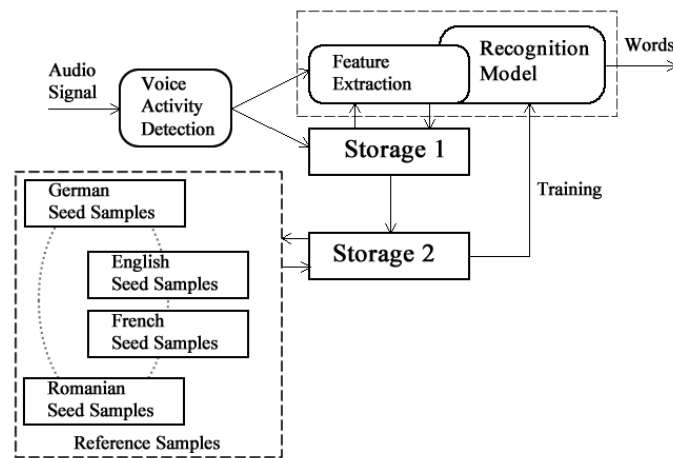 Audio
Signal
Voice
Activity
Detection
Feature
Extraction
Recognition
Model
Words
Storage 1
Training
Storage 2
German
Seed Samples
English
Seed Samples
French
Seed Samples
Romanian
Seed Samples
Reference Samples